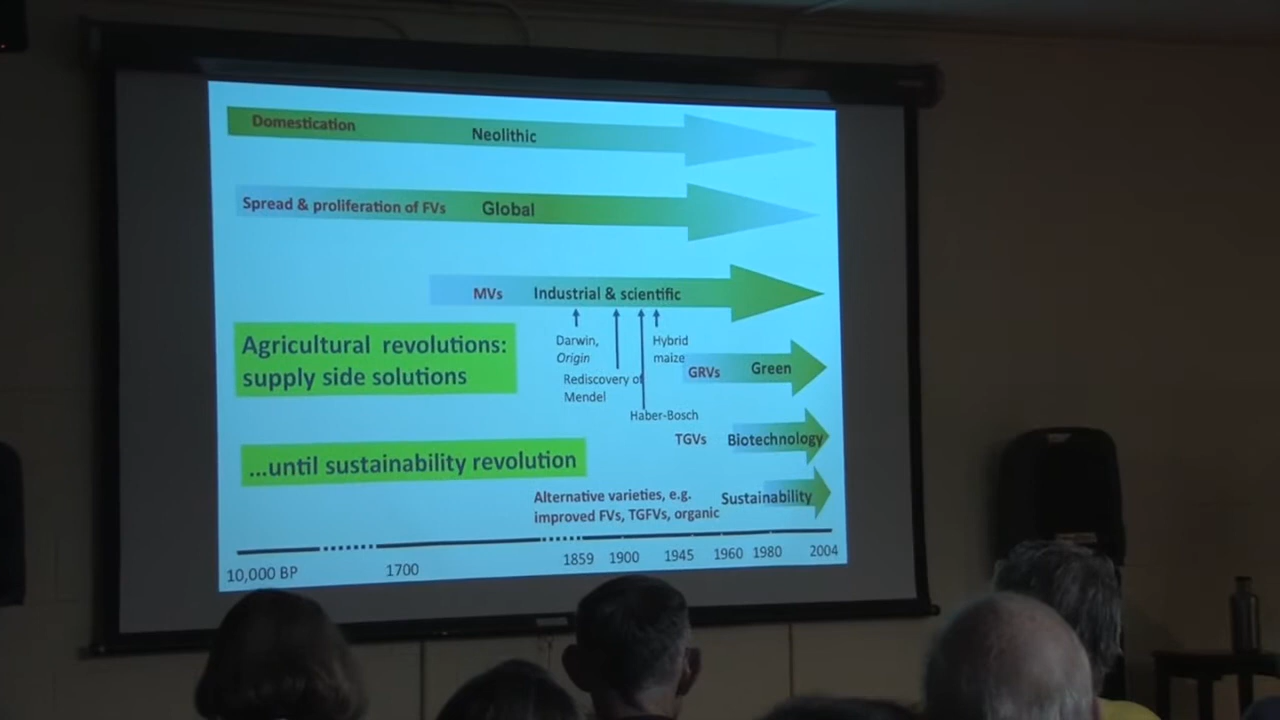 Domestication Neolithic
Spread & proliferation of FVs Global
MVs Industrial & scientific
Darwin,
Origin
Hybrid
maize
Rediscovery of
Mendel
Haber-Bosch
Agricultural revolutions:
supply side solutions
GRVs Green
TGVs Biotechnology
...until sustainability revolution
Alternative varieties, e.g.
improved FVs, TGFVs, organic
Sustainability
10,000 BP 1700 1859 1900 1945 1960 1980 2004